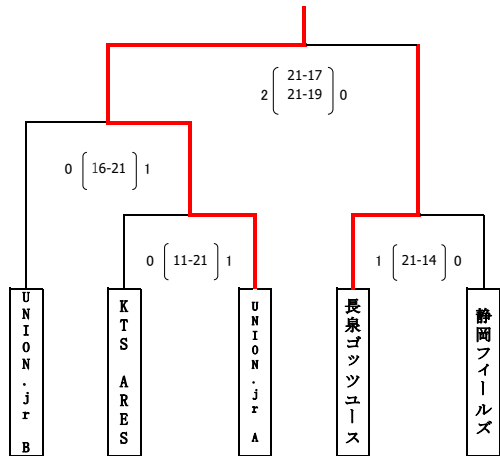 21-17
2 21-19 0
0 16-21 1
0 11-21 1
1 21-14 0
UNION.jr B
KTS ARES
UNION.jr A
長泉ゴッツユース
静岡フイールズ